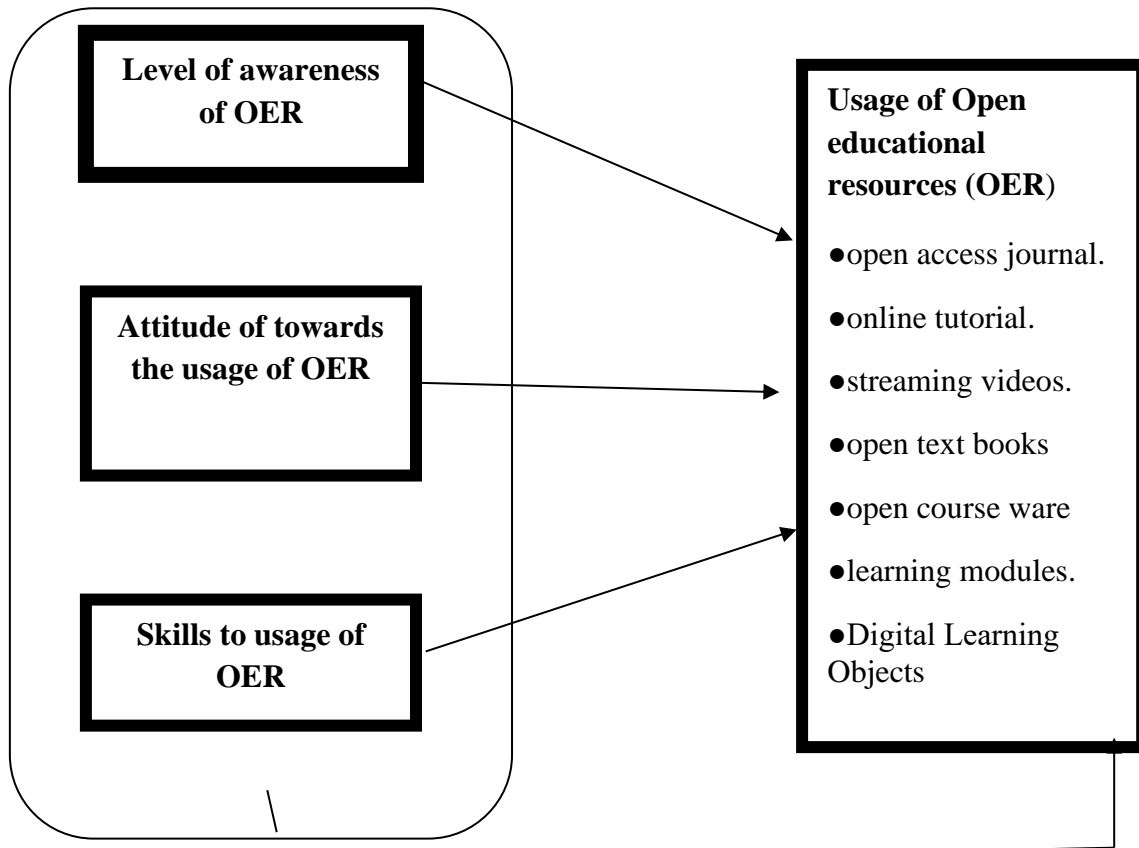 Level of awareness
of OER
Attitude of towards
the usage of OER
Skills to usage of
OER
Usage of Open
educational
resources (OER)
●open access journal.
●online tutorial.
●streaming videos.
●open text books
●open course ware
●learning modules.
●Digital Learning
Objects